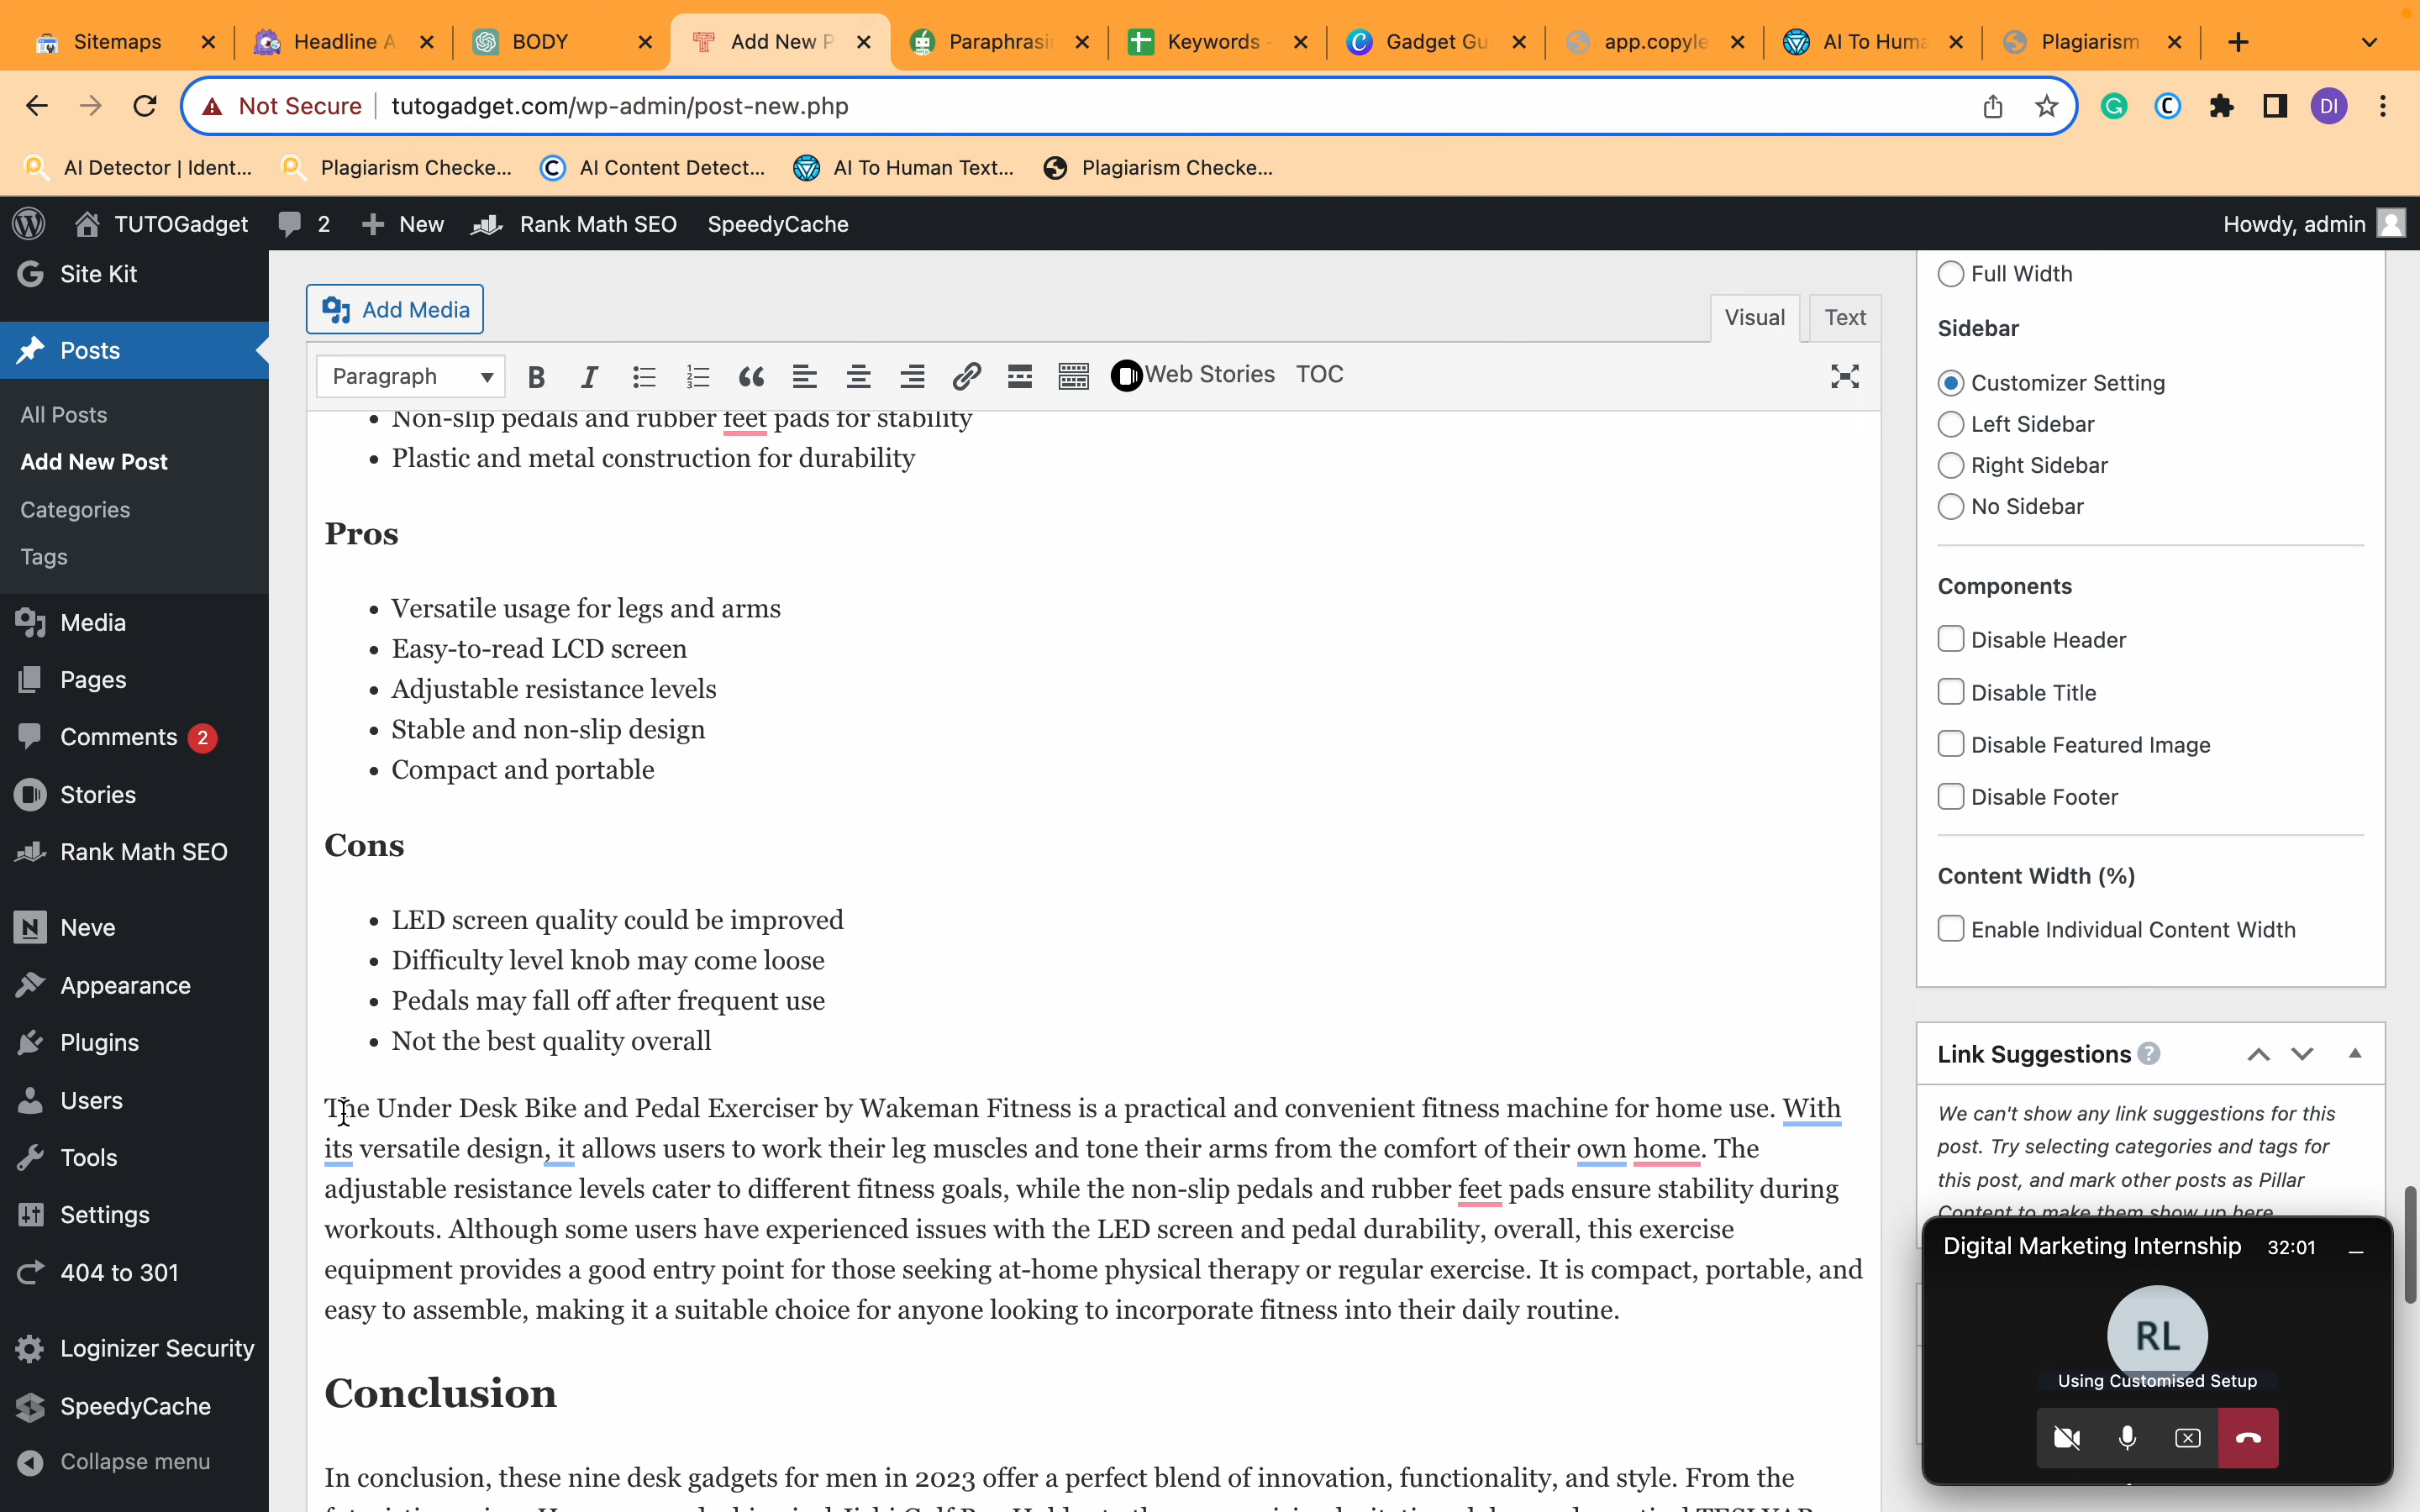 Sitemaps
Headline A
BODY
Add New P
Paraphrasi
Keywords -
Gadget Gu
app.copyle
AI To Huma
Plagiarism
Not Secure
tutogadget.com/wp-admin/post-new.php
DI
AI Detector | Ident...
Plagiarism Checke...
AI Content Detect...
AI To Human Text...
Plagiarism Checke...
TUTOGadget
2
New
Rank Math SEO
SpeedyCache
Howdy, admin
Site Kit
Posts
All Posts
Add New Post
Categories
Tags
Media
Pages
Comments 2
Stories
Rank Math SEO
Neve
Appearance
Plugins
Users
Tools
Settings
404 to 301
Loginizer Security
SpeedyCache
Collapse menu
Add Media
Visual
Text
Paragraph
Web Stories
TOC
• Non-slip pedals and rubber feet pads for stability
• Plastic and metal construction for durability
Pros
• Versatile usage for legs and arms
• Easy-to-read LCD screen
• Adjustable resistance levels
• Stable and non-slip design
• Compact and portable
Cons
• LED screen quality could be improved
• Difficulty level knob may come loose
• Pedals may fall off after frequent use
• Not the best quality overall
The Under Desk Bike and Pedal Exerciser by Wakeman Fitness is a practical and convenient fitness machine for home use. With
its versatile design, it allows users to work their leg muscles and tone their arms from the comfort of their own home. The
adjustable resistance levels cater to different fitness goals, while the non-slip pedals and rubber feet pads ensure stability during
workouts. Although some users have experienced issues with the LED screen and pedal durability, overall, this exercise
equipment provides a good entry point for those seeking at-home physical therapy or regular exercise. It is compact, portable, and
easy to assemble, making it a suitable choice for anyone looking to incorporate fitness into their daily routine.
Conclusion
In conclusion, these nine desk gadgets for men in 2023 offer a perfect blend of innovation, functionality, and style. From the
Full Width
Sidebar
Customizer Setting
Left Sidebar
Right Sidebar
No Sidebar
Components
Disable Header
Disable Title
Disable Featured Image
Disable Footer
Content Width (%)
Enable Individual Content Width
Link Suggestions ?
We can't show any link suggestions for this
post. Try selecting categories and tags for
this post, and mark other posts as Pillar
Content to make them show up here
Digital Marketing Internship 32:01
RL
Using Customised Setup